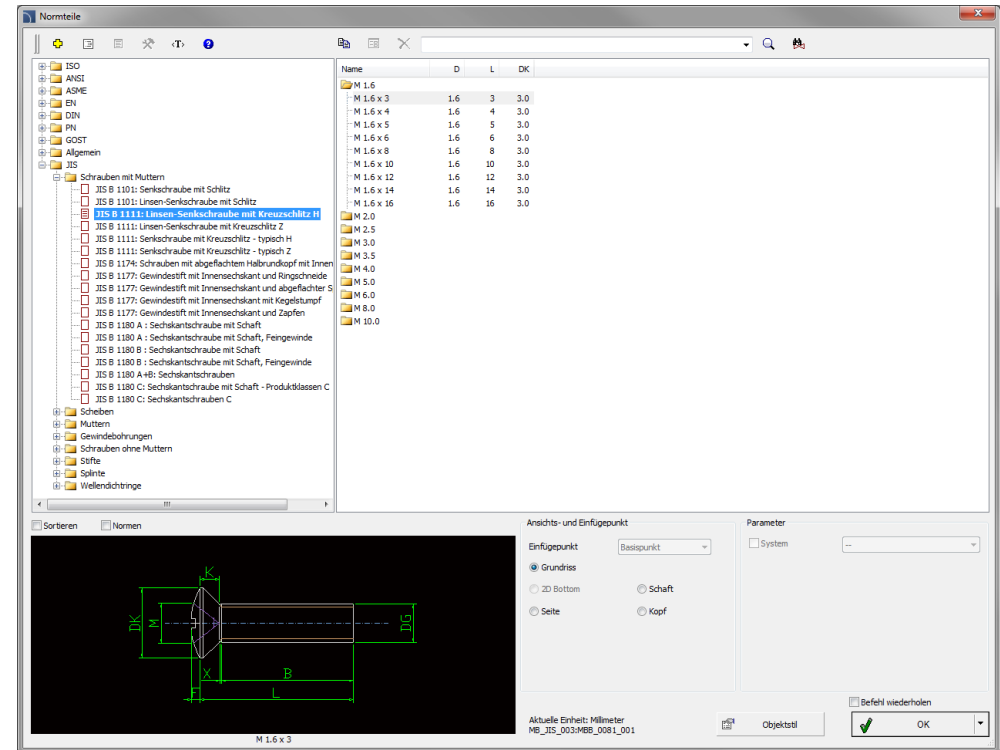 Normteile
‹T›
ISO
ANSI
ASME
EN
DIN
PN
GOST
Allgemein
JIS
Schrauben mit Muttern
JIS B 1101: Senkschraube mit Schlitz
JIS B 1101: Linsen-Senkschraube mit Schlitz
JIS B 1111: Linsen-Senkschraube mit Kreuzschlitz H
JIS B 1111: Linsen-Senkschraube mit Kreuzschlitz Z
JIS B 1111: Senkschraube mit Kreuzschlitz - typisch H
JIS B 1111: Senkschraube mit Kreuzschlitz - typisch Z
JIS B 1174: Schrauben mit abgeflachtem Halbrundkopf mit Innen
JIS B 1177: Gewindestift mit Innensechskant und Ringschneide
JIS B 1177: Gewindestift mit Innensechskant und abgeflachter S
JIS B 1177: Gewindestift mit Innensechskant mit Kegelstumpf
JIS B 1177: Gewindestift mit Innensechskant und Zapfen
JIS B 1180 A : Sechskantschraube mit Schaft
JIS B 1180 A : Sechskantschraube mit Schaft, Feingewinde
JIS B 1180 B : Sechskantschraube mit Schaft
JIS B 1180 B : Sechskantschraube mit Schaft, Feingewinde
JIS B 1180 A+B: Sechskantschrauben
JIS B 1180 C: Sechskantschraube mit Schaft - Produktklassen C
JIS B 1180 C: Sechskantschrauben C
Scheiben
Muttern
Gewindebohrungen
Schrauben ohne Muttern
Stifte
Splinte
Wellendichtringe
Name D L DK
M 1.6
M 1.6 x 3 1.6 3 3.0
M 1.6 x 4 1.6 4 3.0
M 1.6 x 5 1.6 5 3.0
M 1.6 x 6 1.6 6 3.0
M 1.6 x 8 1.6 8 3.0
M 1.6 x 10 1.6 10 3.0
M 1.6 x 12 1.6 12 3.0
M 1.6 x 14 1.6 14 3.0
M 1.6 x 16 1.6 16 3.0
M 2.0
M 2.5
M 3.0
M 3.5
M 4.0
M 5.0
M 6.0
M 8.0
M 10.0
Sortieren Normen
K
DK M DG
X B
F L
M 1.6 x 3
Ansichts- und Einfügepunkt
Einfügepunkt Basispunkt
Grundriss
2D Bottom Schaft
Seite Kopf
Parameter
System --
Befehl wiederholen
Aktuelle Einheit: Millimeter
MB_JIS_003:MBB_0081_001
Objektstil OK